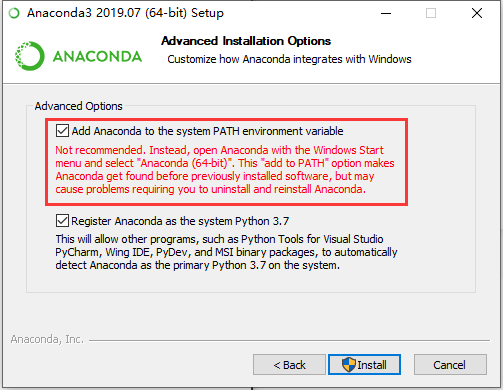 Anaconda3 2019.07 (64-bit) Setup
ANACONDA
Advanced Installation Options
Customize how Anaconda integrates with Windows
Advanced Options
Add Anaconda to the system PATH environment variable
Not recommended. Instead, open Anaconda with the Windows Start
menu and select "Anaconda (64-bit)". This "add to PATH" option makes
Anaconda get found before previously installed software, but may
cause problems requiring you to uninstall and reinstall Anaconda.
Register Anaconda as the system Python 3.7
This will allow other programs, such as Python Tools for Visual Studio
PyCharm, Wing IDE, PyDev, and MSI binary packages, to automatically
detect Anaconda as the primary Python 3.7 on the system.
Anaconda, Inc.
< Back
Install
Cancel